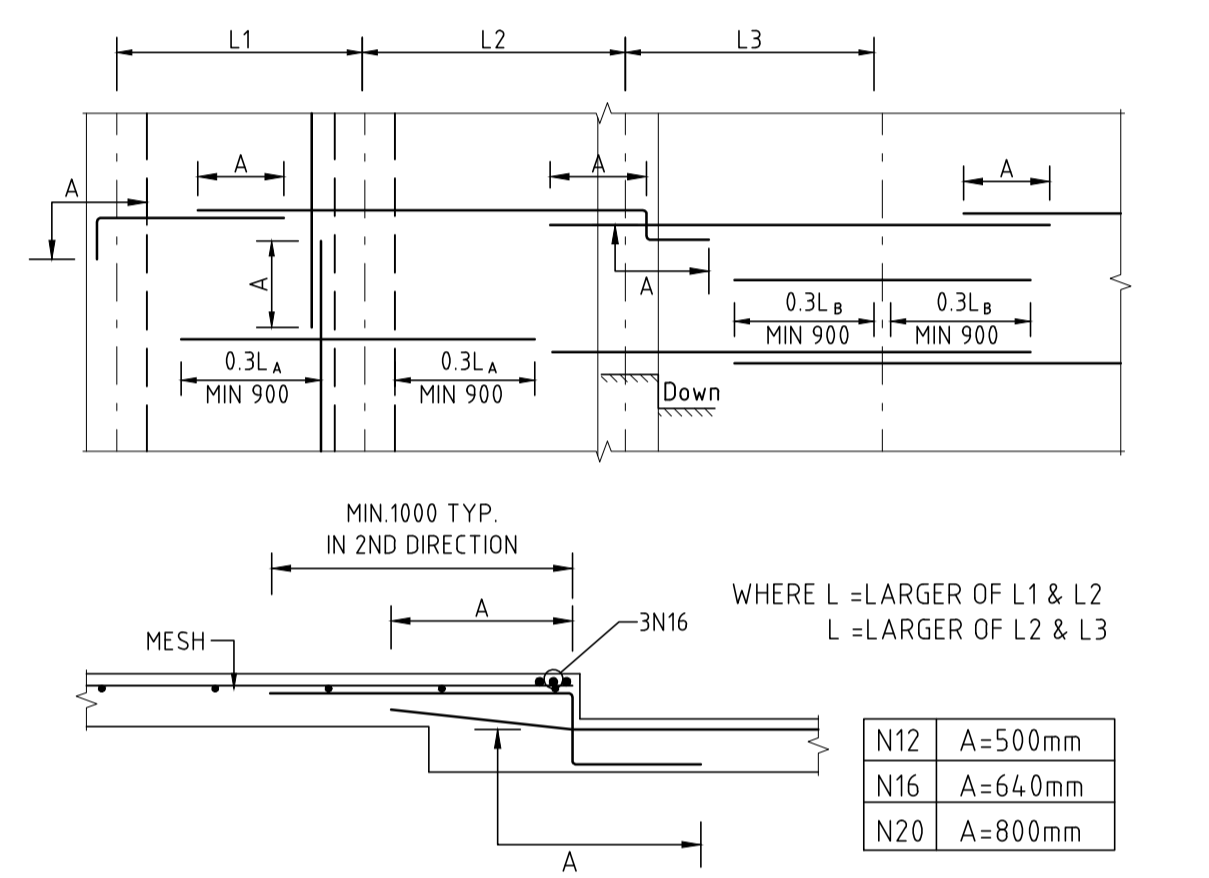 L1
L2
L3
A
A
A
A
A
A
0.3LA
MIN 900
0.3LA
MIN 900
0.3LB
MIN 900
0.3LB
MIN 900
Down
MIN.1000 TYP.
IN 2ND DIRECTION
A
MESH
3N16
A
WHERE L =LARGER OF L1 & L2
L =LARGER OF L2 & L3
N12 A=500mm
N16 A=640mm
N20 A=800mm